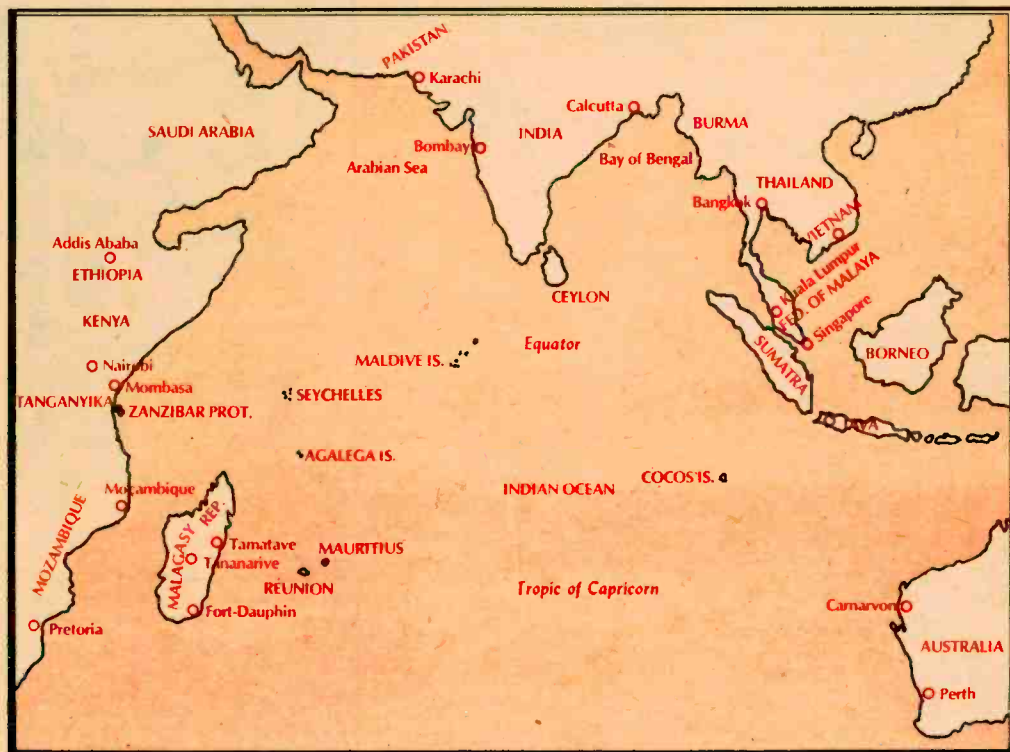 PAKISTAN
Karachi
Calcutta
SAUDI ARABIA
INDIA
BURMA
Bombay
Arabian Sea
Bay of Bengal
THAILAND
Bangkok
VIETNAM
Addis Ababa
ETHIOPIA
CEYLON
Kuala Lumpur
FED. OF MALAYA
KENYA
Singapore
Equator
MALDIVE IS.
BORNEO
Nairobi
SUMATRA
Mombasa
SEYCHELLES
TANGANYIKA
ZANZIBAR PROT.
JAVA
AGALEGA IS.
COCOS IS.
INDIAN OCEAN
Moçambique
MALAGASY REP.
MOZAMBIQUE
Tamatave
MAURITIUS
Tananarive
REUNION
Tropic of Capricorn
Fort-Dauphin
Carnarvon
Pretoria
AUSTRALIA
Perth